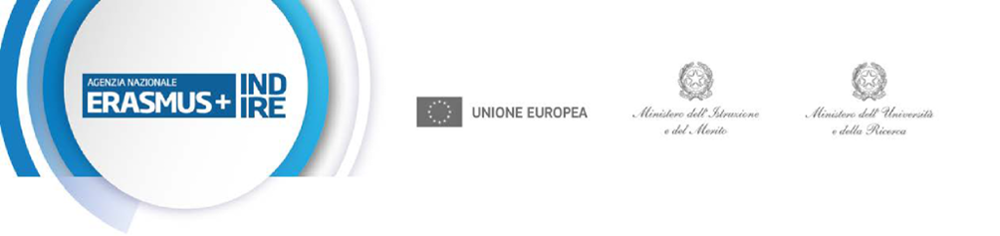 AGENZIA NAZIONALE
ERASMUS+
IND
IRE
UNIONE EUROPEA
Ministero dell'Istruzione
e del Merito
Ministero dell'Università
e della Ricerca